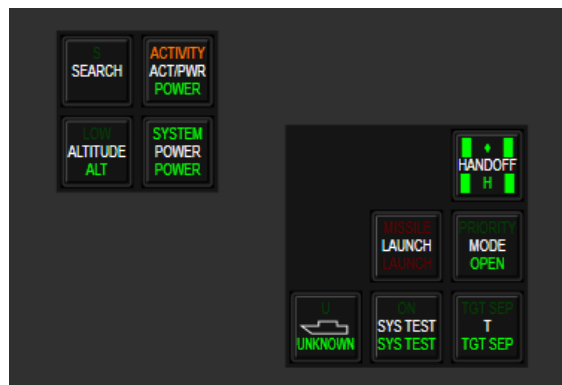 S
SEARCH
ACTIVITY
ACT/PWR
POWER
LOW
ALTITUDE
ALT
SYSTEM
POWER
POWER
HANDOFF
H
MISSILE
LAUNCH
LAUNCH
PRIORITY
MODE
OPEN
U
UNKNOWN
ON
SYS TEST
SYS TEST
TGT SEP
T
TGT SEP